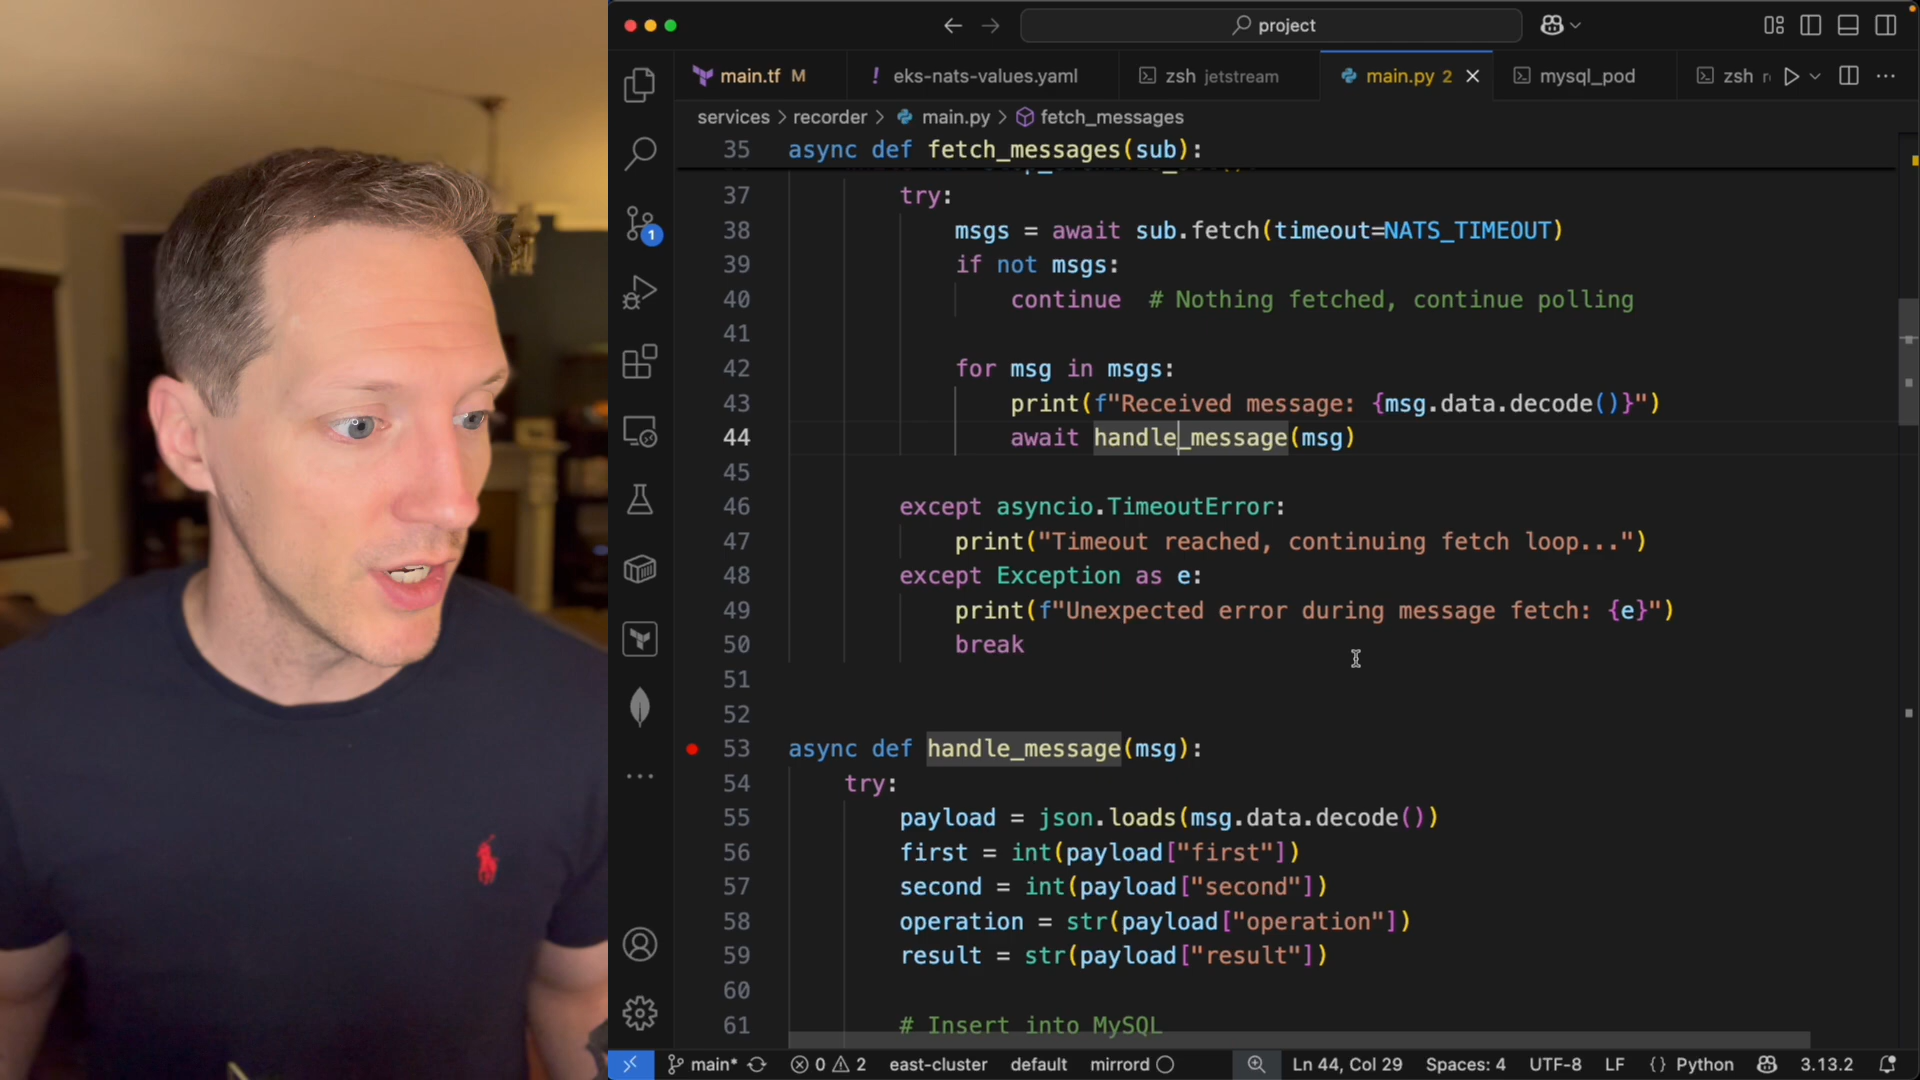 project
main.tf M
! eks-nats-values.yaml
zsh jetstream
main.py 2
mysql_pod
zsh
services > recorder > main.py > fetch_messages
35 async def fetch_messages(sub):
37 try:
38 msgs = await sub.fetch(timeout=NATS_TIMEOUT)
39 if not msgs:
40 continue # Nothing fetched, continue polling
41
42 for msg in msgs:
43 print(f"Received message: {msg.data.decode()}")
44 await handle_message(msg)
45
46 except asyncio.TimeoutError:
47 print("Timeout reached, continuing fetch loop...")
48 except Exception as e:
49 print(f"Unexpected error during message fetch: {e}")
50 break
51
52
53 async def handle_message(msg):
54 try:
55 payload = json.loads(msg.data.decode())
56 first = int(payload["first"])
57 second = int(payload["second"])
58 operation = str(payload["operation"])
59 result = str(payload["result"])
60
61 # Insert into MySQL
1
main* 0 2 east-cluster default mirrord Ln 44, Col 29 Spaces: 4 UTF-8 LF {} Python 3.13.2